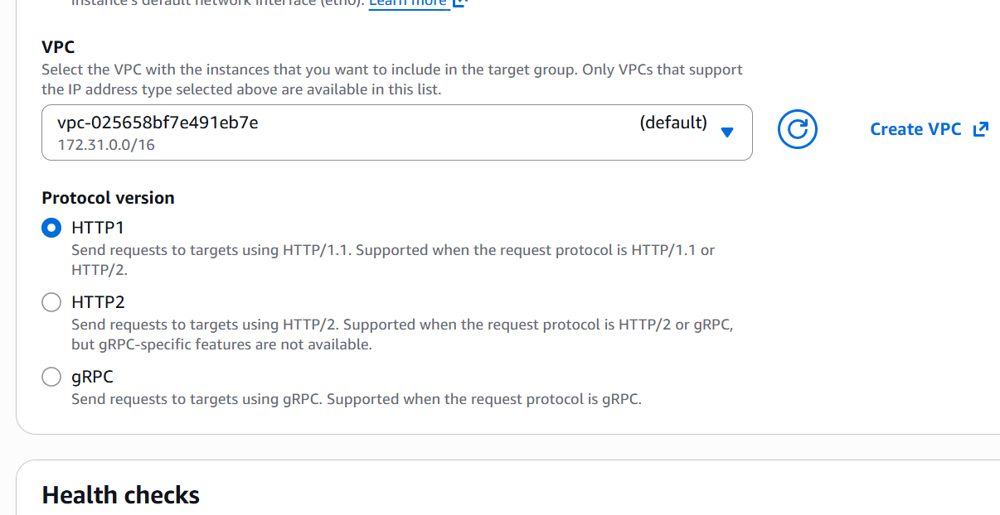 instance's default network interface (eth0). Learn more
VPC
Select the VPC with the instances that you want to include in the target group. Only VPCs that support
the IP address type selected above are available in this list.
vpc-025658bf7e491eb7e (default)
172.31.0.0/16
Create VPC
Protocol version
HTTP1
Send requests to targets using HTTP/1.1. Supported when the request protocol is HTTP/1.1 or
HTTP/2.
HTTP2
Send requests to targets using HTTP/2. Supported when the request protocol is HTTP/2 or gRPC,
but gRPC-specific features are not available.
gRPC
Send requests to targets using gRPC. Supported when the request protocol is gRPC.
Health checks